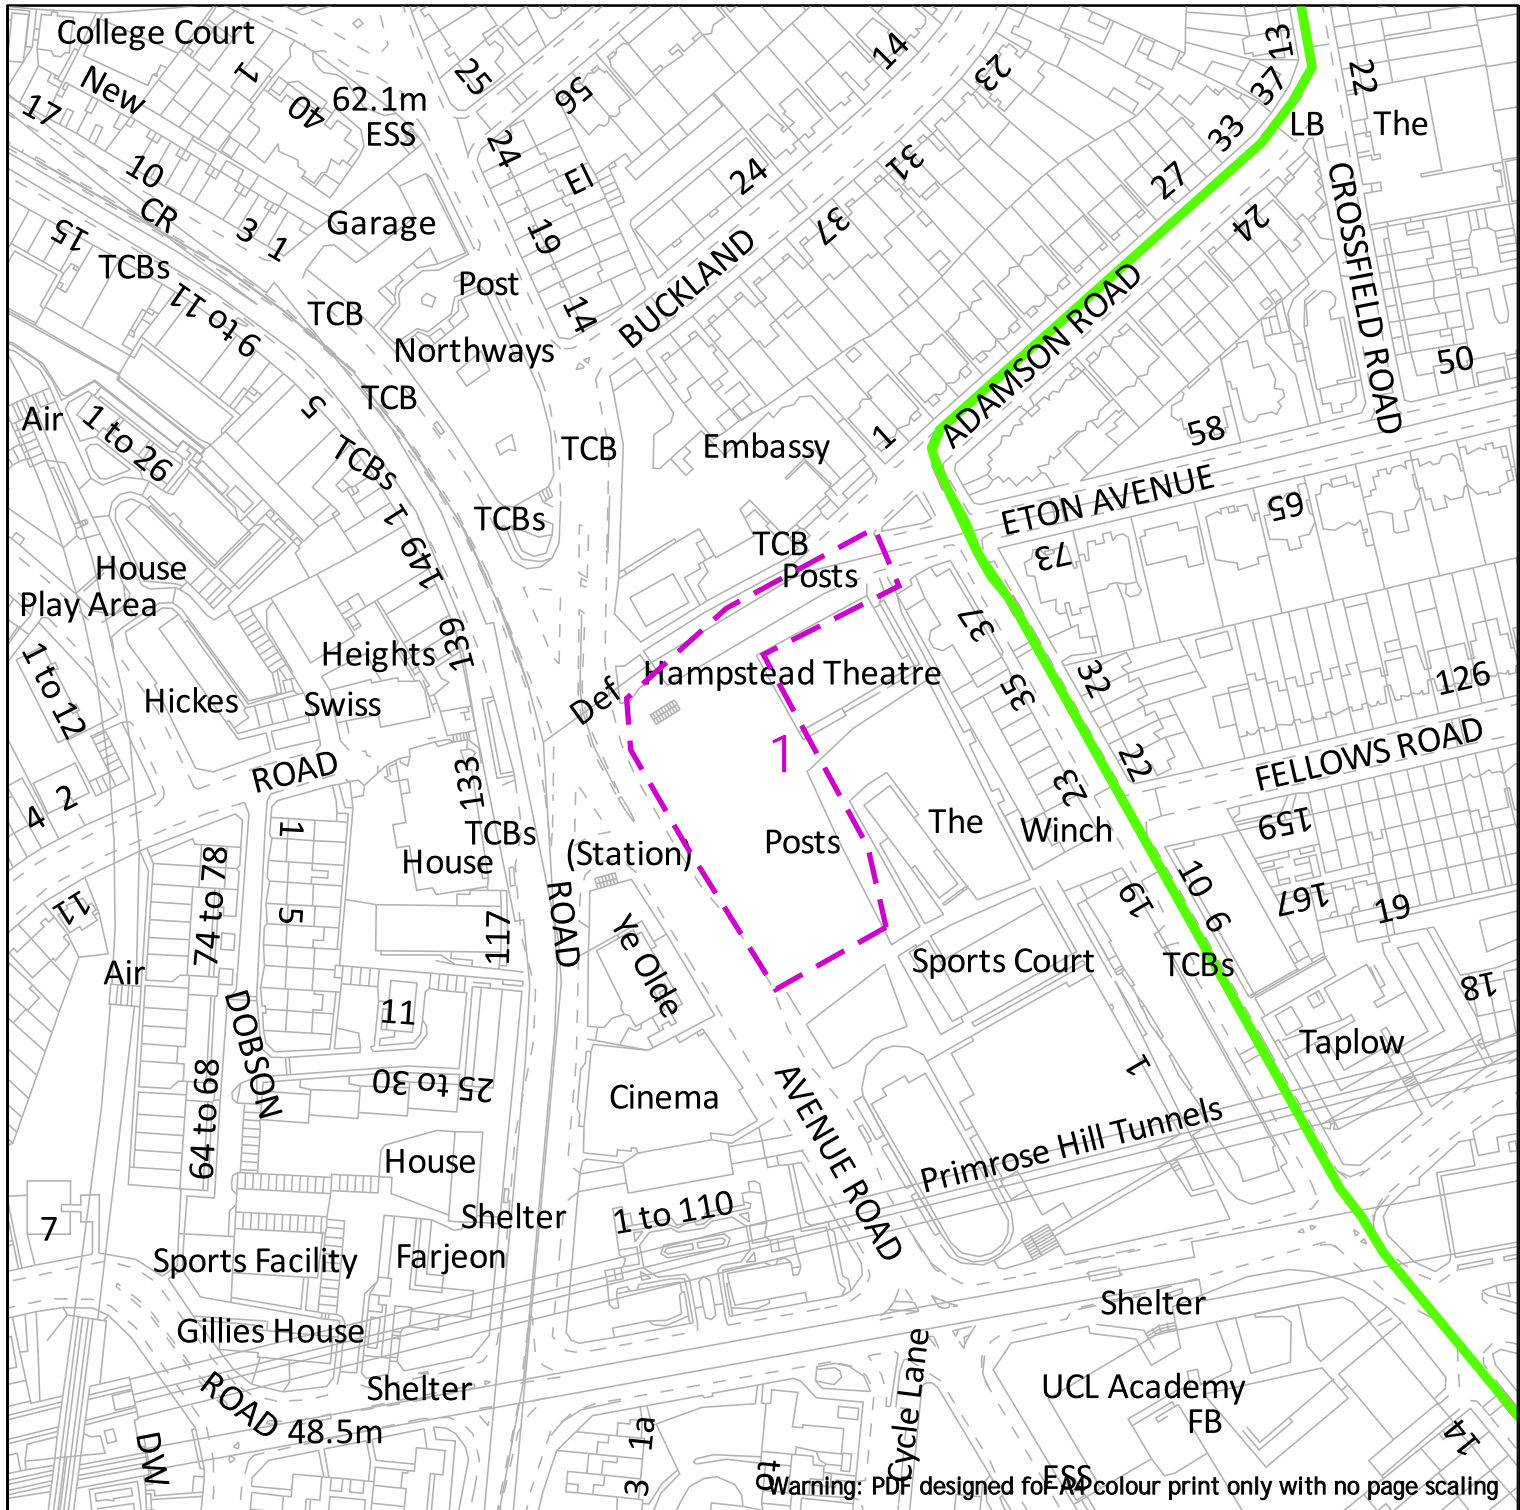 College Court
New
1
40
17
62.1m
ESS
25
56
14
23
13
37
22
33
LB
The
24
El
10
CR
3
1
Garage
24
31
27
24
15
TCBs
19
37
CROSSFIELD ROAD
9 to 11
TCB
Post
14
BUCKLAND
ADAMSON ROAD
Northways
50
TCB
5
Air
1 to 26
TCBs
TCB
Embassy
1
58
1
TCBs
ETON AVENUE
65
149
TCB
73
House
Posts
Play Area
37
139
Heights
Hampstead Theatre
35
32
126
1 to 12
Hickes
Swiss
Def
7
ROAD
133
22
FELLOWS ROAD
4
2
23
1
TCBs
The
Winch
159
House
(Station)
Posts
74 to 78
11
5
117
ROAD
10
9
19
167
19
Air
Ye Olde
Sports Court
TCBs
18
11
DOBSON
Taplow
64 to 68
25 to 30
Cinema
AVENUE ROAD
1
Primrose Hill Tunnels
House
7
Shelter
1 to 110
Sports Facility
Farjeon
Shelter
Gillies House
ROAD
Shelter
Cycle Lane
UCL Academy
48.5m
FB
DW
3
1a
to
14
ESS
Warning: PDF designed for A4 colour print only with no page scaling